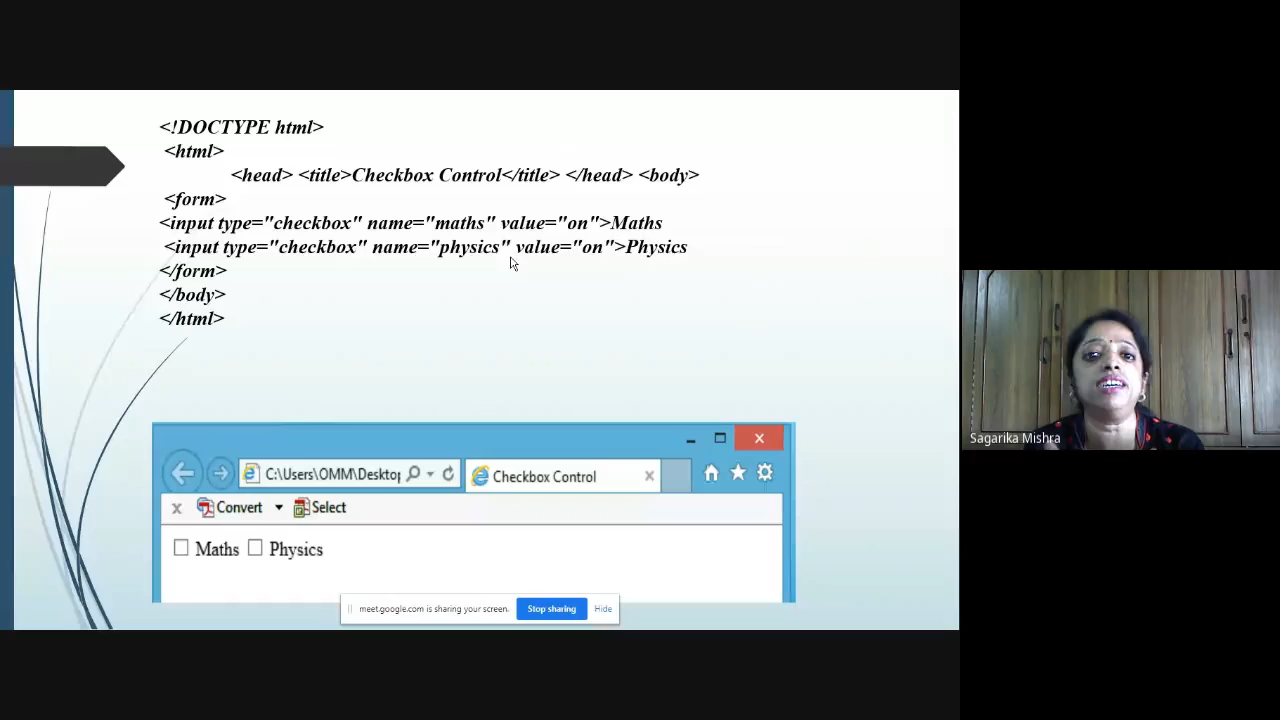 <!DOCTYPE html>
<html>
<head> <title>Checkbox Control</title> </head> <body>
<form>
<input type="checkbox" name="maths" value="on">Maths
<input type="checkbox" name="physics" value="on">Physics
</form>
</body>
</html>
Sagarika Mishra
C:\Users\OMM\Desktop
Checkbox Control
Convert
Select
Maths
Physics
meet.google.com is sharing your screen.
Stop sharing
Hide